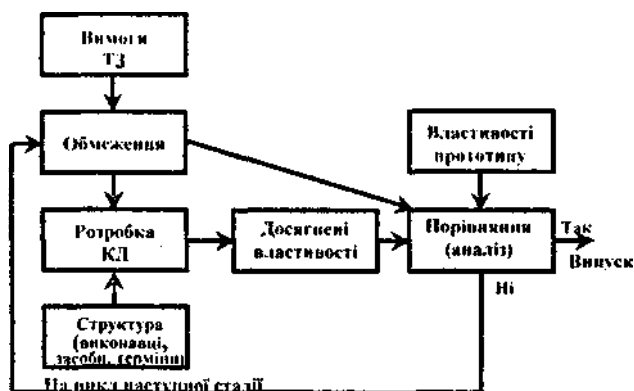 Вимоги
ТЗ
Обмеження
Властивості
прототипу
Розробка
КЛ
Досягнені
властивості
Порівняння
(аналіз)
Так
Випуск
Ні
Структура
(виконавці,
засоби, терміни)
На цикл наступної стадії